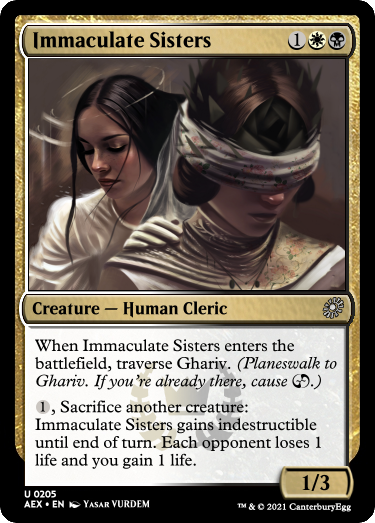 Immaculate Sisters 1
Creature — Human Cleric
When Immaculate Sisters enters the
battlefield, traverse Ghariv. (Planeswalk to
Ghariv. If you're already there, cause .)
1, Sacrifice another creature:
Immaculate Sisters gains indestructible
until end of turn. Each opponent loses 1
life and you gain 1 life.
1/3
U 0205
AEX • EN Yasar VURDEM
™ & © 2021 CanterburyEgg